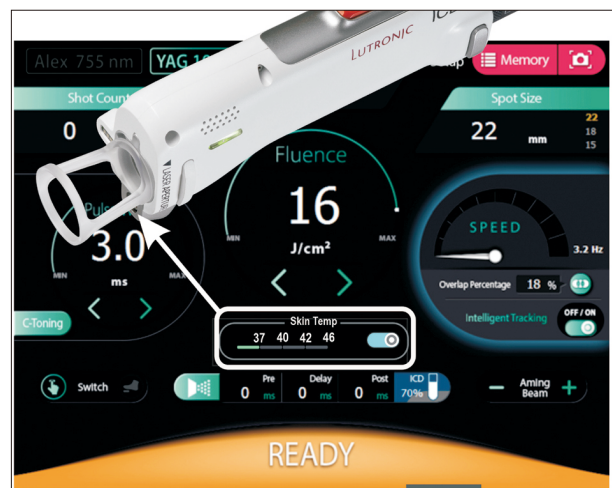 LUTRONIC
Alex 755 nm
YAG
Memory
Shot Count
Spot Size
0
22 mm
22
18
15
Fluence
16
J/cm²
MIN
MAX
3.0
ms
MIN
MAX
SPEED
3.2 Hz
Overlap Percentage 18 %
Intelligent Tracking
OFF / ON
C-Toning
Skin Temp
37 40 42 46
Switch
Pre
Delay
Post
ICD
0 ms
0 ms
0 ms
70%
Aming
Beam
READY